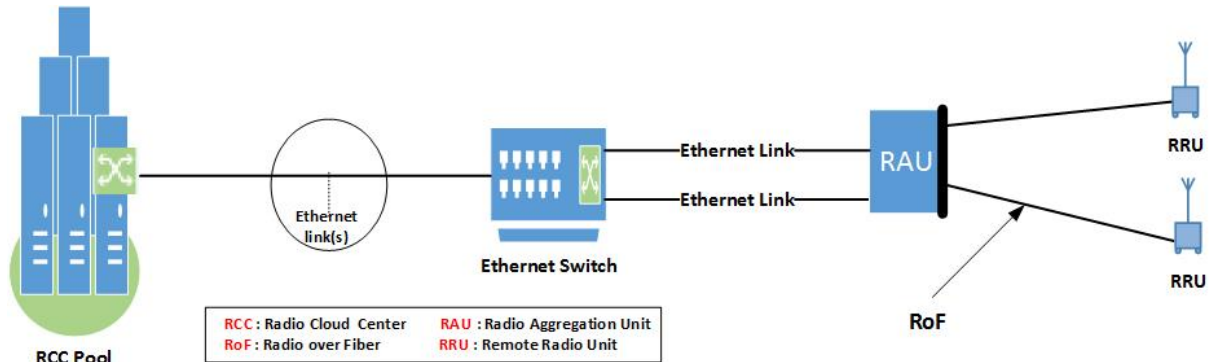 Ethernet
link(s)
Ethernet Link
Ethernet Link
RAU
RRU
RRU
Ethernet Switch
RoF
RCC Pool
RCC : Radio Cloud Center RAU : Radio Aggregation Unit
RoF : Radio over Fiber RRU : Remote Radio Unit